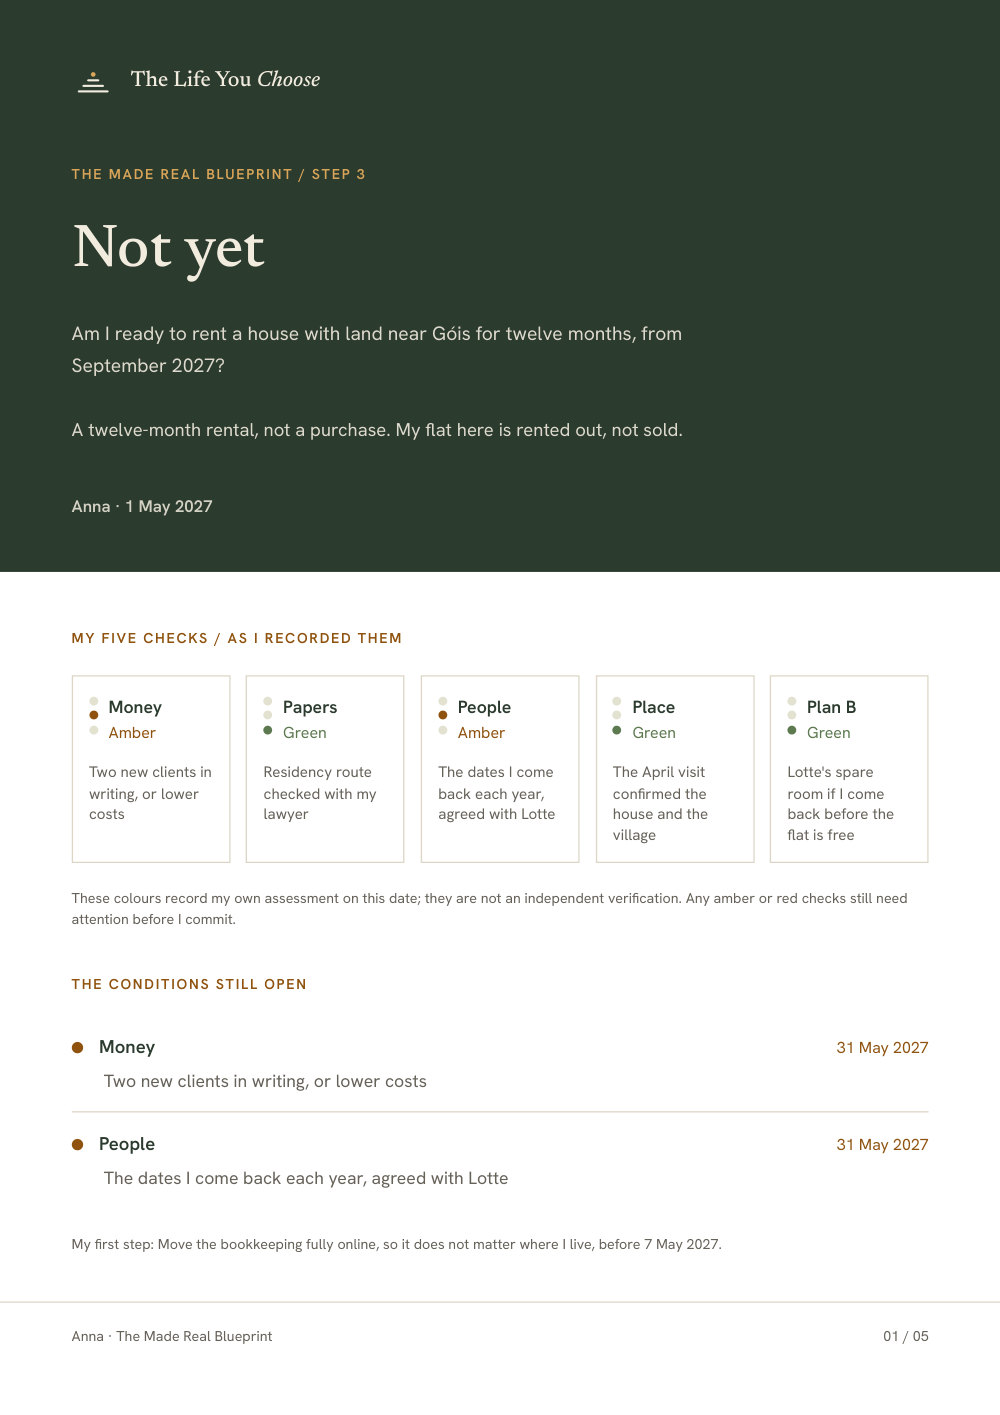 The Life You Choose
THE MADE REAL BLUEPRINT / STEP 3
Not yet
Am I ready to rent a house with land near Góis for twelve months, from
September 2027?
A twelve-month rental, not a purchase. My flat here is rented out, not sold.
Anna · 1 May 2027
MY FIVE CHECKS / AS I RECORDED THEM
Money
Amber
Two new clients in
writing, or lower
costs
Papers
Green
Residency route
checked with my
lawyer
People
Amber
The dates I come
back each year,
agreed with Lotte
Place
Green
The April visit
confirmed the
house and the
village
Plan B
Green
Lotte's spare
room if I come
back before the
flat is free
These colours record my own assessment on this date; they are not an independent verification. Any amber or red checks still need
attention before I commit.
THE CONDITIONS STILL OPEN
Money 31 May 2027
Two new clients in writing, or lower costs
People 31 May 2027
The dates I come back each year, agreed with Lotte
My first step: Move the bookkeeping fully online, so it does not matter where I live, before 7 May 2027.
Anna · The Made Real Blueprint 01 / 05